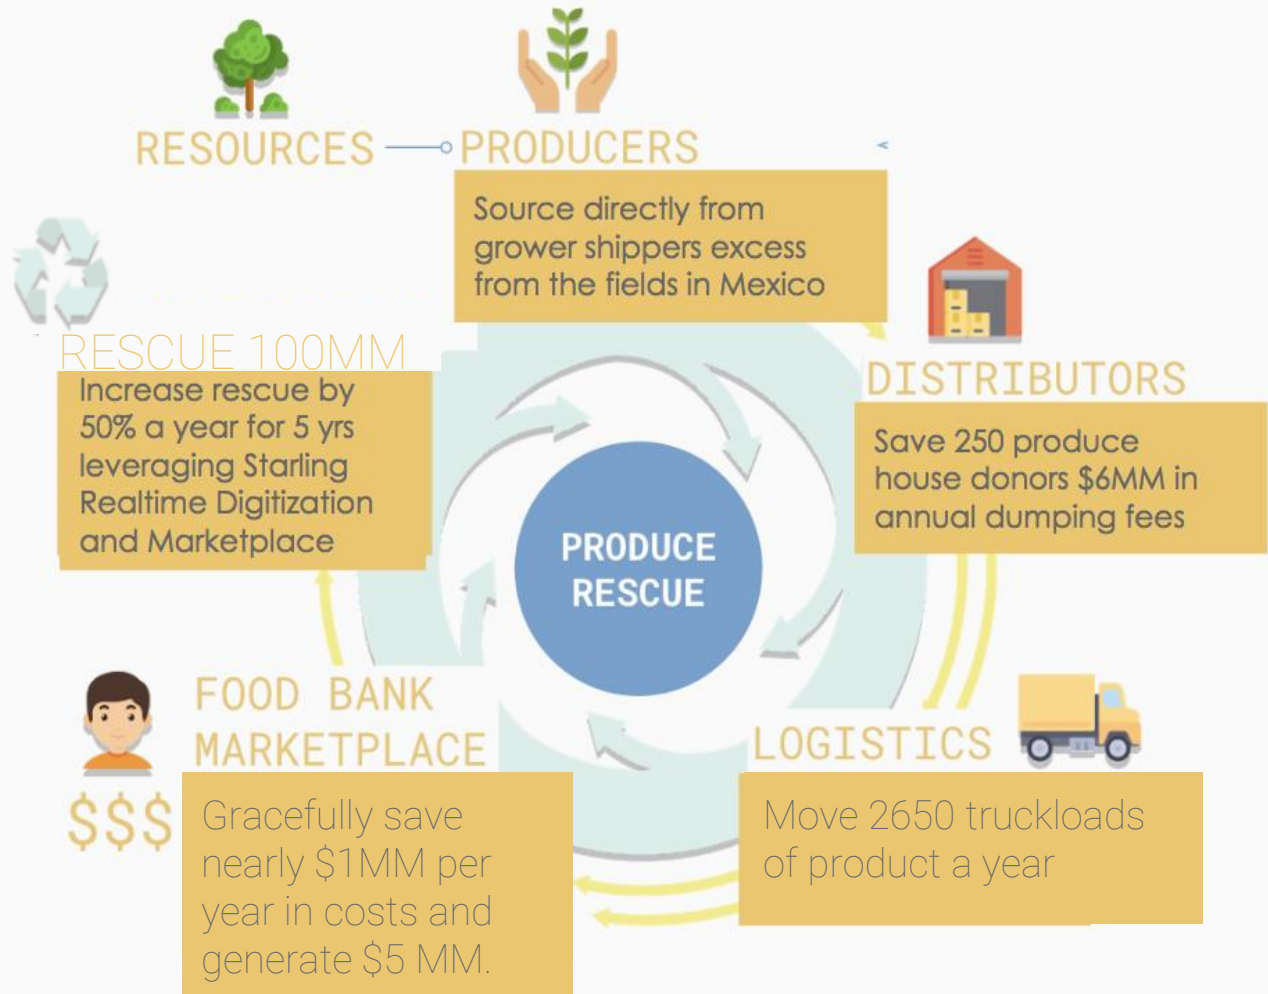 RESOURCES
PRODUCERS
Source directly from
grower shippers excess
from the fields in Mexico
DISTRIBUTORS
Save 250 produce
house donors $6MM in
annual dumping fees
RESCUE 100MM
Increase rescue by
50% a year for 5 yrs
leveraging Starling
Realtime Digitization
and Marketplace
PRODUCE
RESCUE
LOGISTICS
Move 2650 truckloads
of product a year
FOOD BANK
MARKETPLACE
$$$
Gracefully save
nearly $1MM per
year in costs and
generate $5 MM.